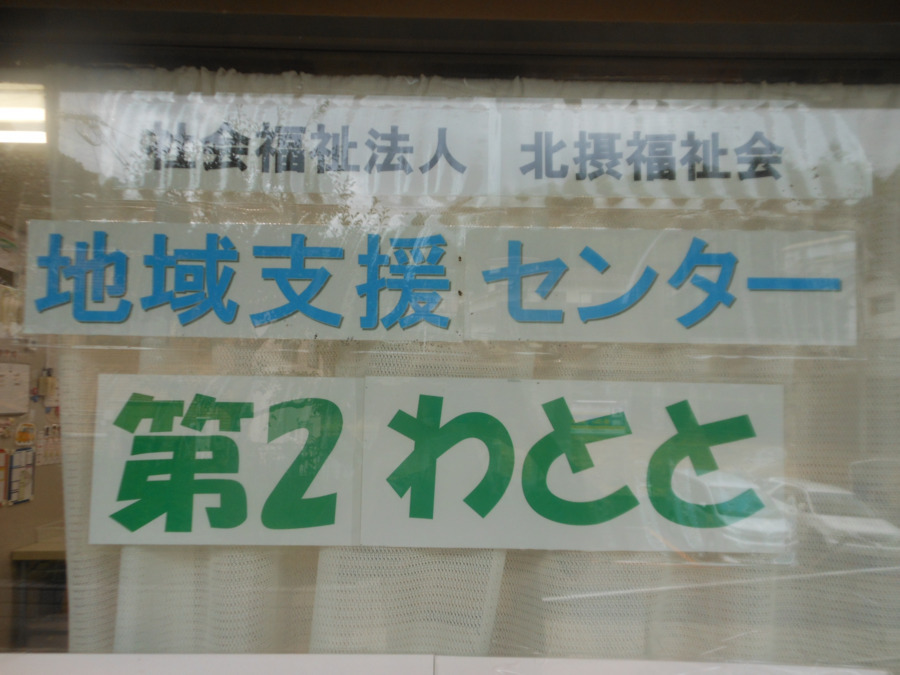 社会福祉法人 北摂福祉会
地域支援 センター
第2 わとと